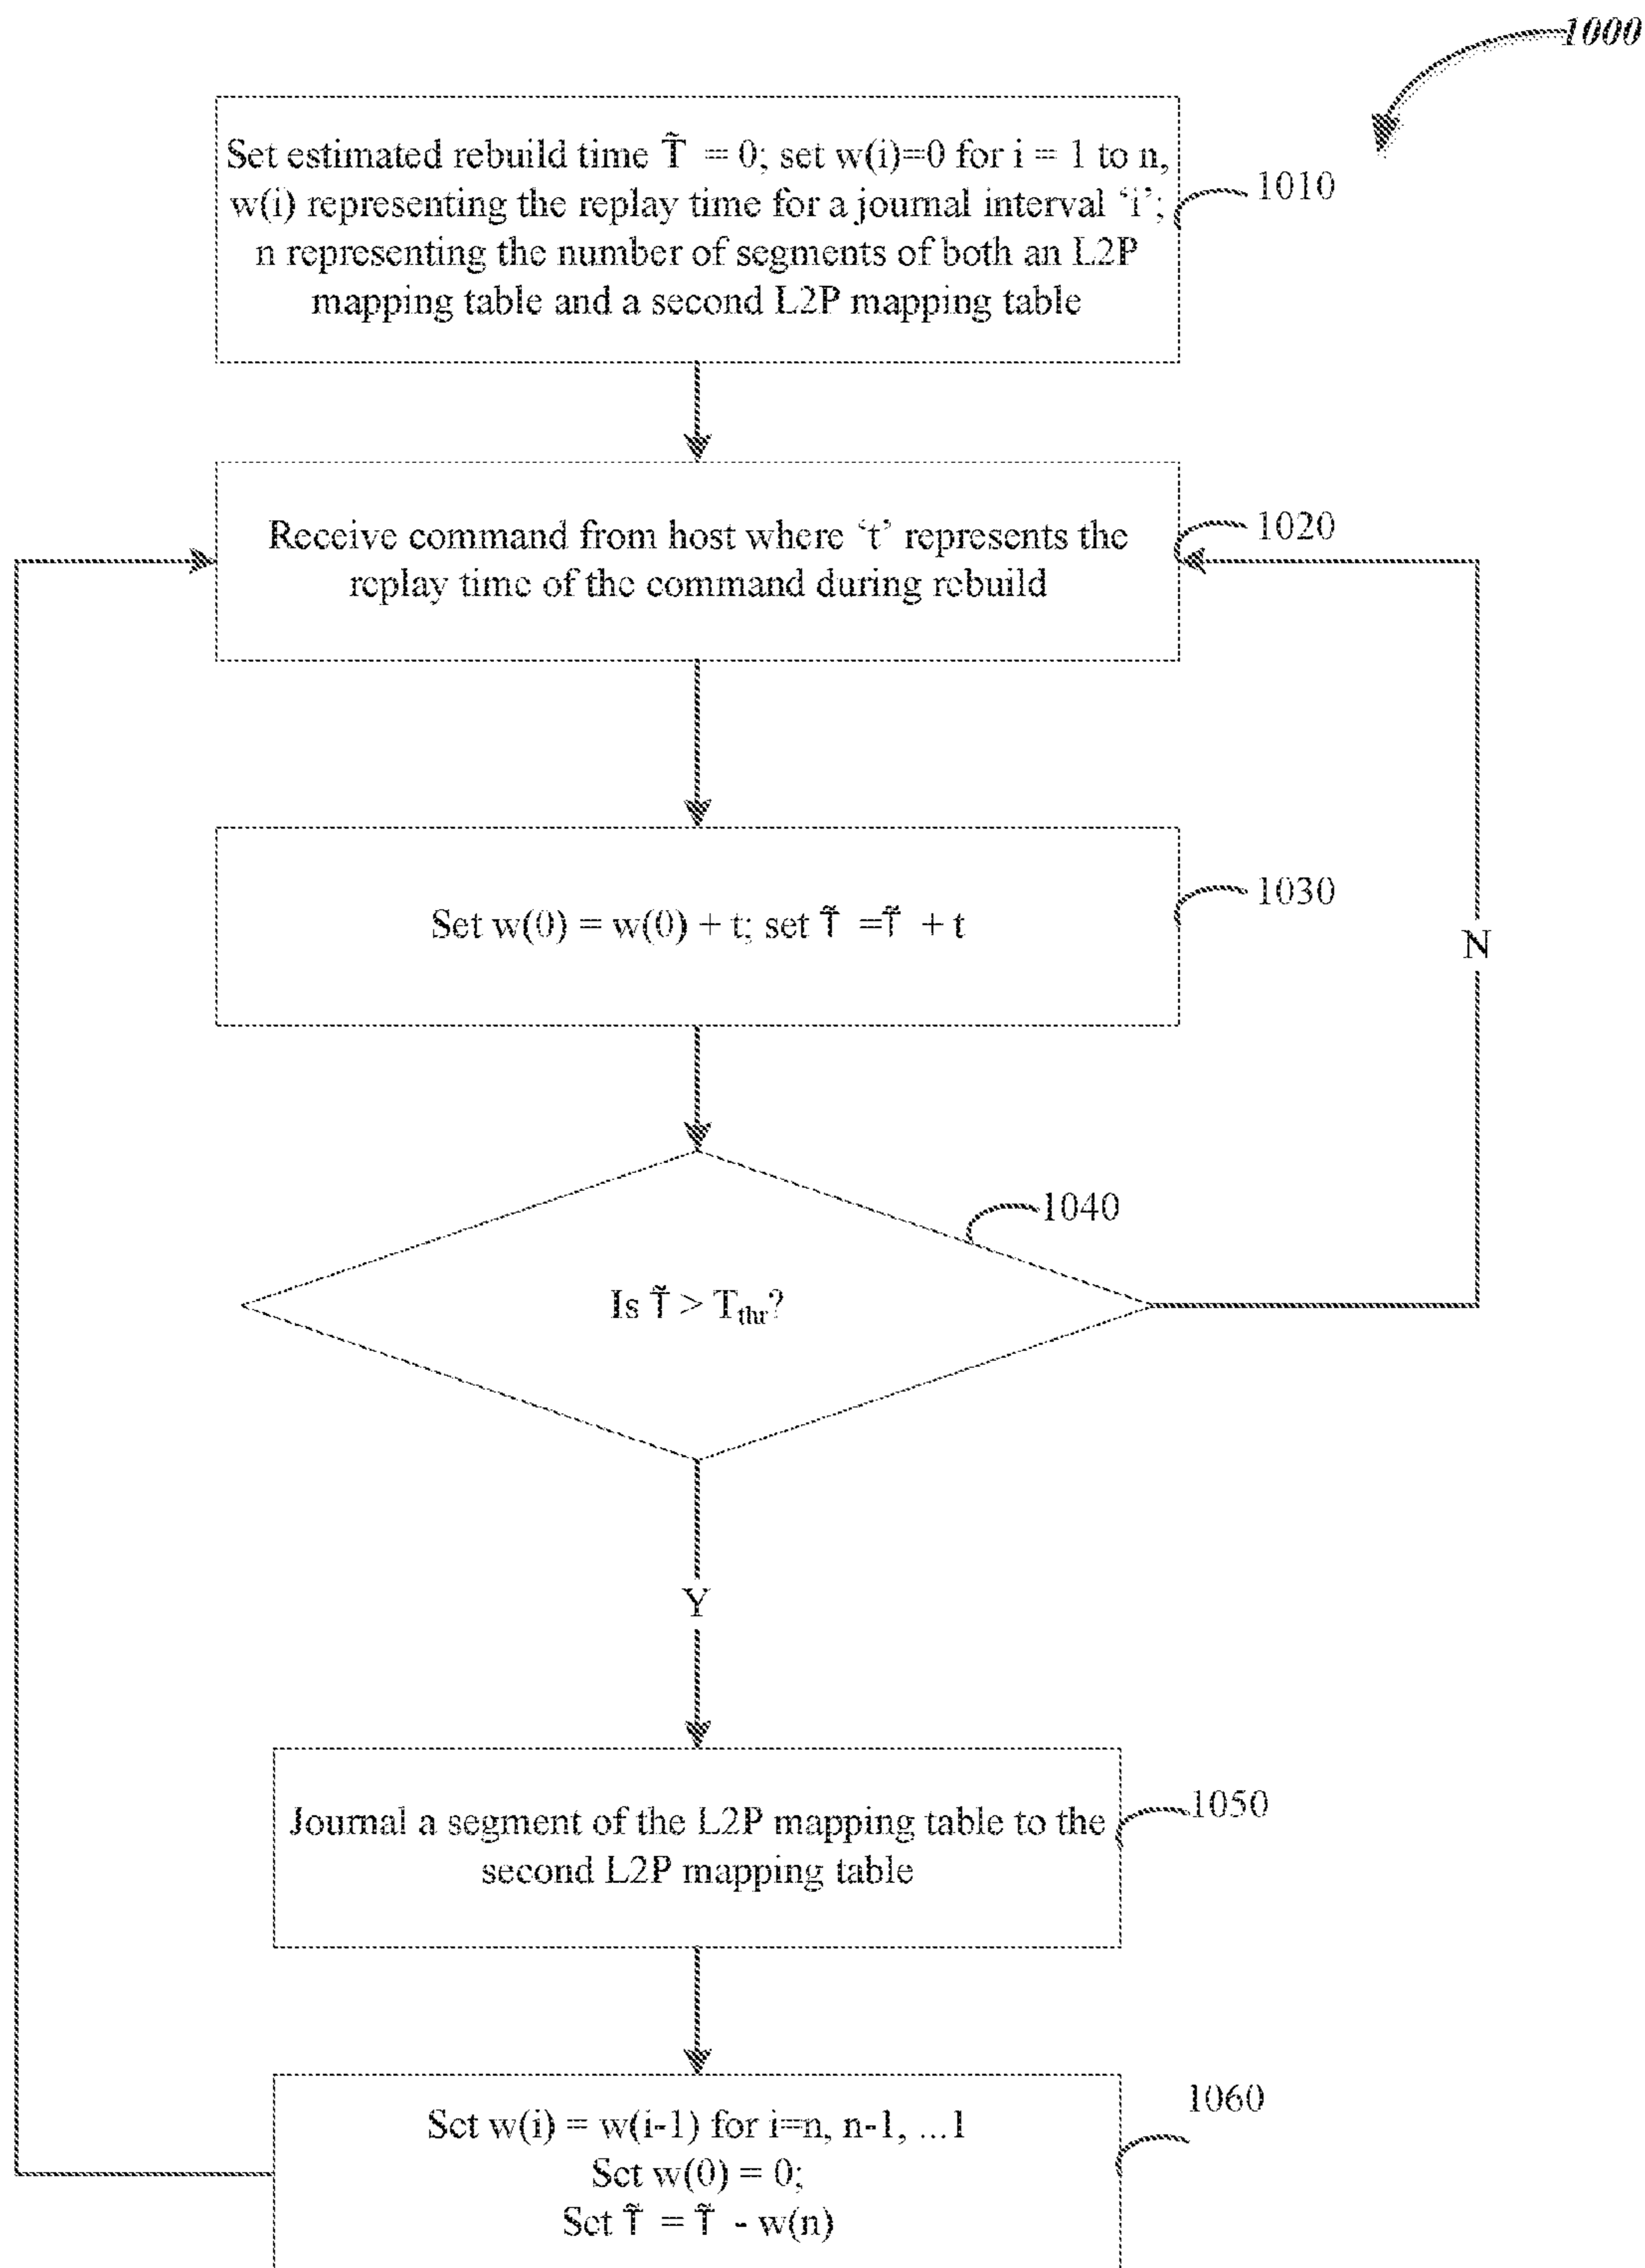 1000
Set estimated rebuild time T̃ = 0; set w(i)=0 for i = 1 to n,
w(i) representing the replay time for a journal interval ‘i’;
n representing the number of segments of both an L2P
mapping table and a second L2P mapping table
1010
Receive command from host where ‘t’ represents the
replay time of the command during rebuild
1020
Set w(0) = w(0) + t; set T̃ =T̃ + t
1030
N
1040
Is T̃ > Tthr?
Y
Journal a segment of the L2P mapping table to the
second L2P mapping table
1050
Set w(i) = w(i-1) for i=n, n-1, ...1
Set w(0) = 0;
Set T̃ = T̃ - w(n)
1060